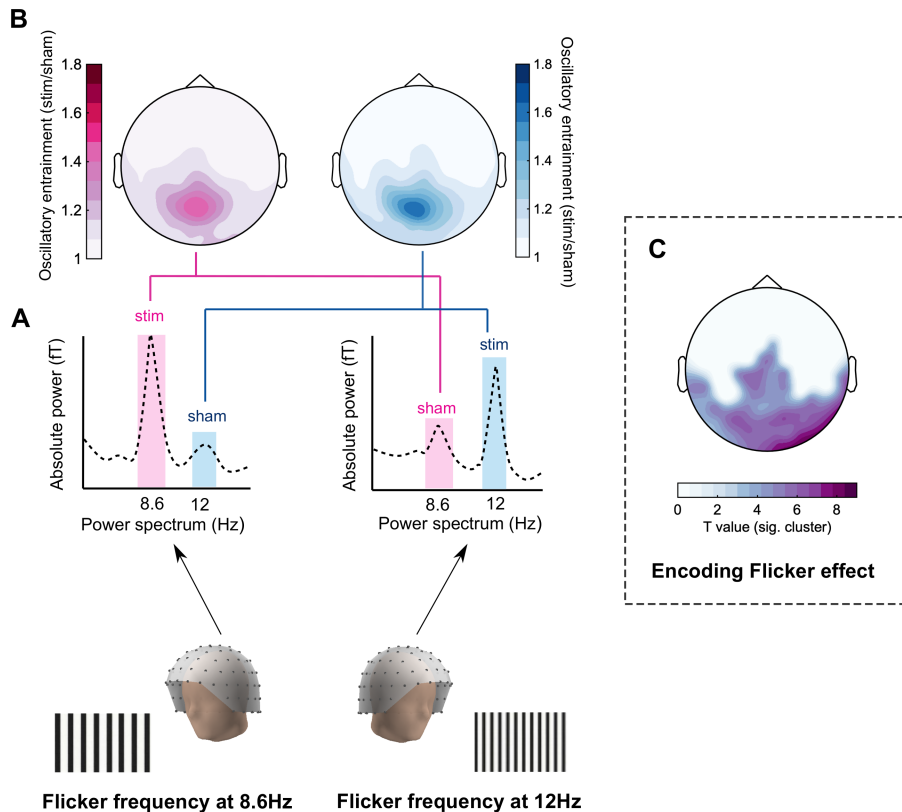 B
Oscillatory entrainment (stim/sham)
1.8
1.6
1.4
1.2
1
1.8
1.6
1.4
1.2
1
Oscillatory entrainment (stim/sham)
A
stim
sham
Absolute power (fT)
8.6
12
Power spectrum (Hz)
stim
sham
Absolute power (fT)
8.6
12
Power spectrum (Hz)
Flicker frequency at 8.6Hz
Flicker frequency at 12Hz
C
0
2
4
6
8
T value (sig. cluster)
Encoding Flicker effect